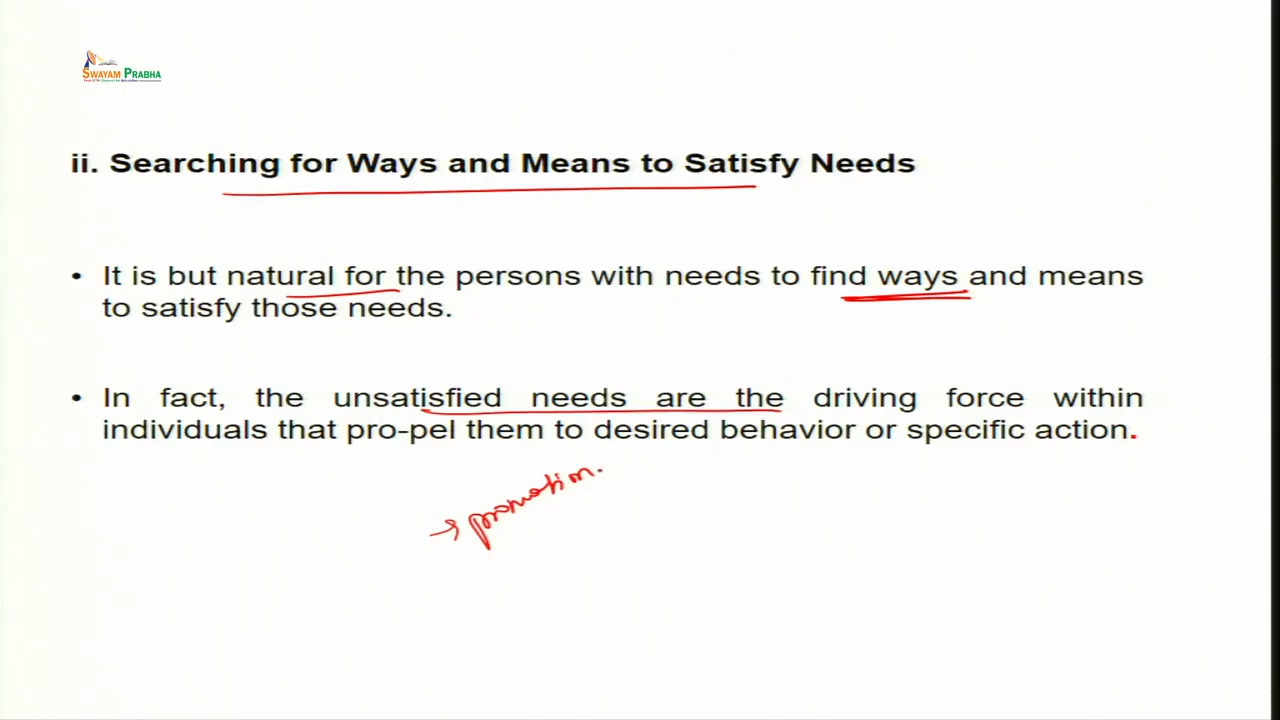 SWAYAM PRABHA
ii. Searching for Ways and Means to Satisfy Needs
• It is but natural for the persons with needs to find ways and means
to satisfy those needs.
• In fact, the unsatisfied needs are the driving force within
individuals that pro-pel them to desired behavior or specific action.
→ promotion.